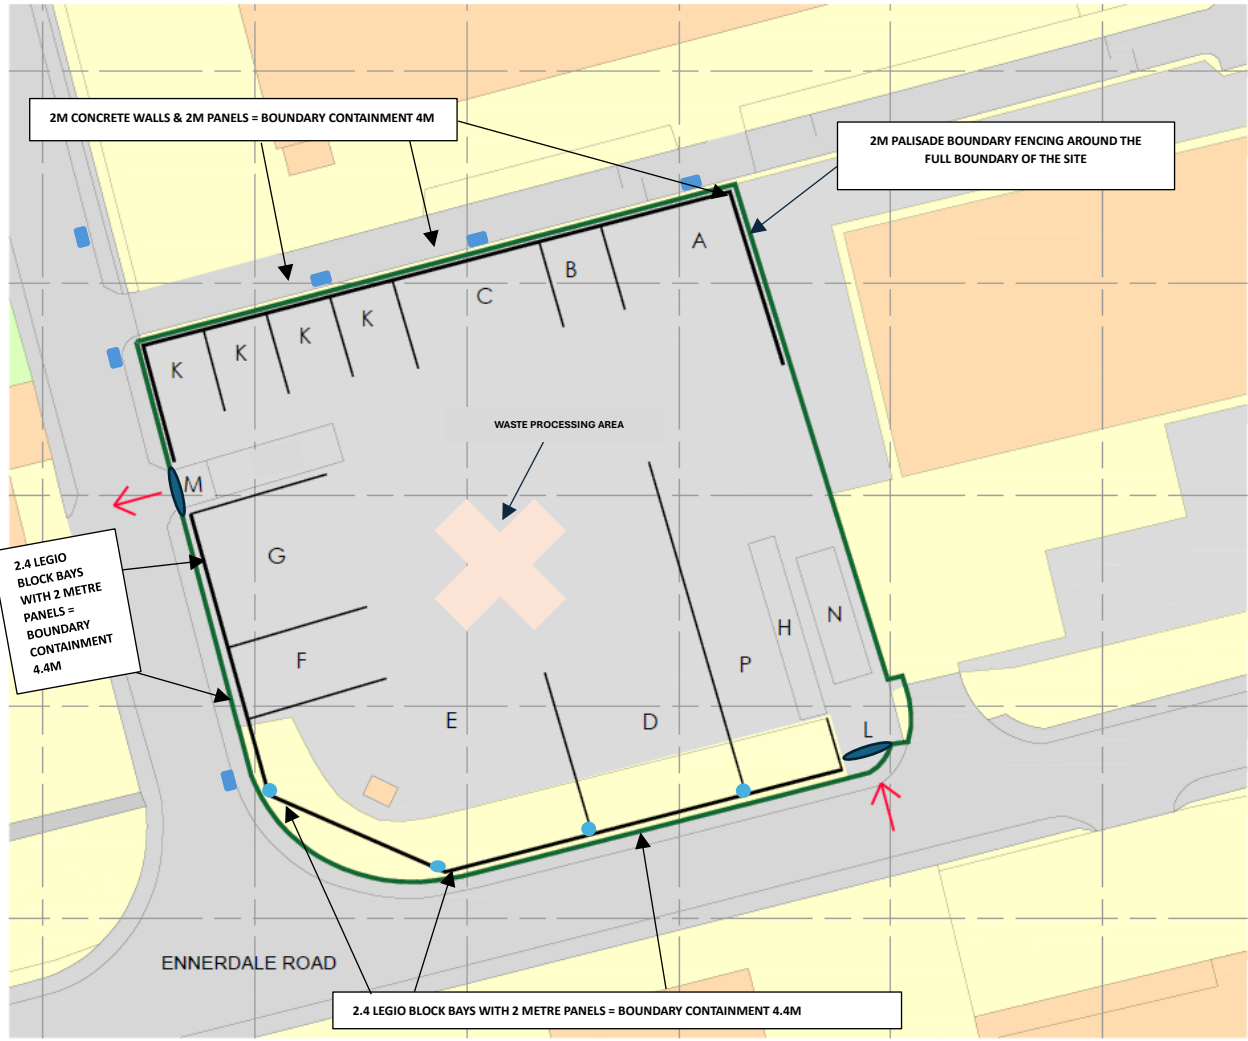 2M CONCRETE WALLS & 2M PANELS = BOUNDARY CONTAINMENT 4M
2M PALISADE BOUNDARY FENCING AROUND THE
FULL BOUNDARY OF THE SITE
A
B
C
K
K
K
K
WASTE PROCESSING AREA
M
G
2.4 LEGIO
BLOCK BAYS
WITH 2 METRE
PANELS =
BOUNDARY
CONTAINMENT
4.4M
N
H
F
P
E
D
L
ENNERDALE ROAD
2.4 LEGIO BLOCK BAYS WITH 2 METRE PANELS = BOUNDARY CONTAINMENT 4.4M